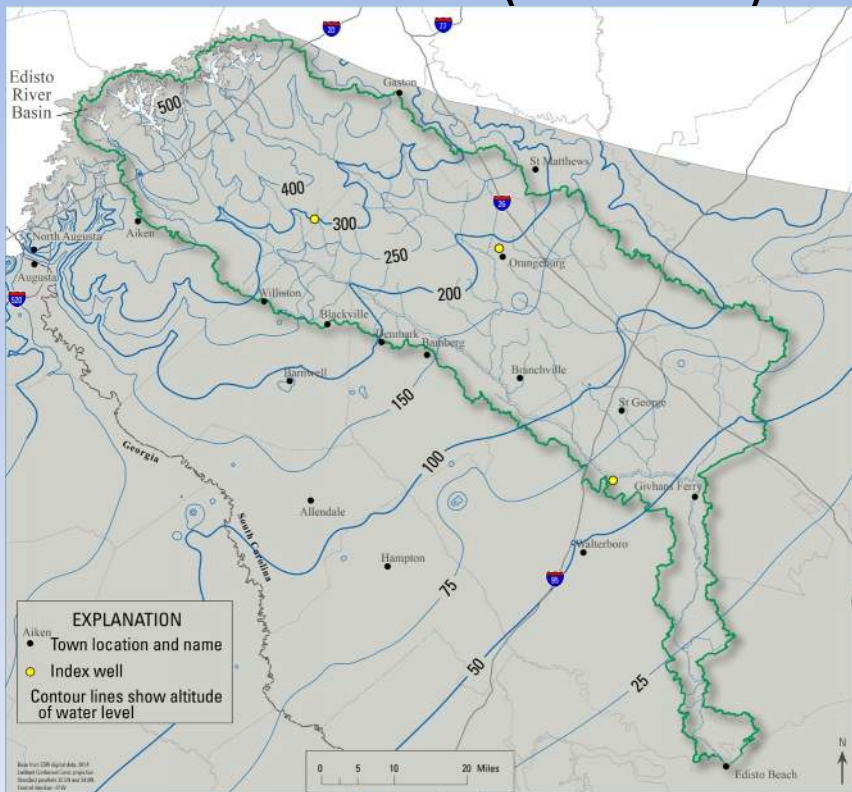 20
77
Edisto
River
Basin
500
Gaston
St Matthews
400
26
300
Aiken
North Augusta
250
Orangeburg
Augusta
200
520
Williston
Blackville
Denmark
Bamberg
Barnwell
150
Branchville
St George
Georgia
100
Givhans Ferry
Allendale
South Carolina
Walterboro
Hampton
95
75
50
25
EXPLANATION
Aiken
Town location and name
Index well
Contour lines show altitude
of water level
N
0 5 10 20 Miles
Edisto Beach